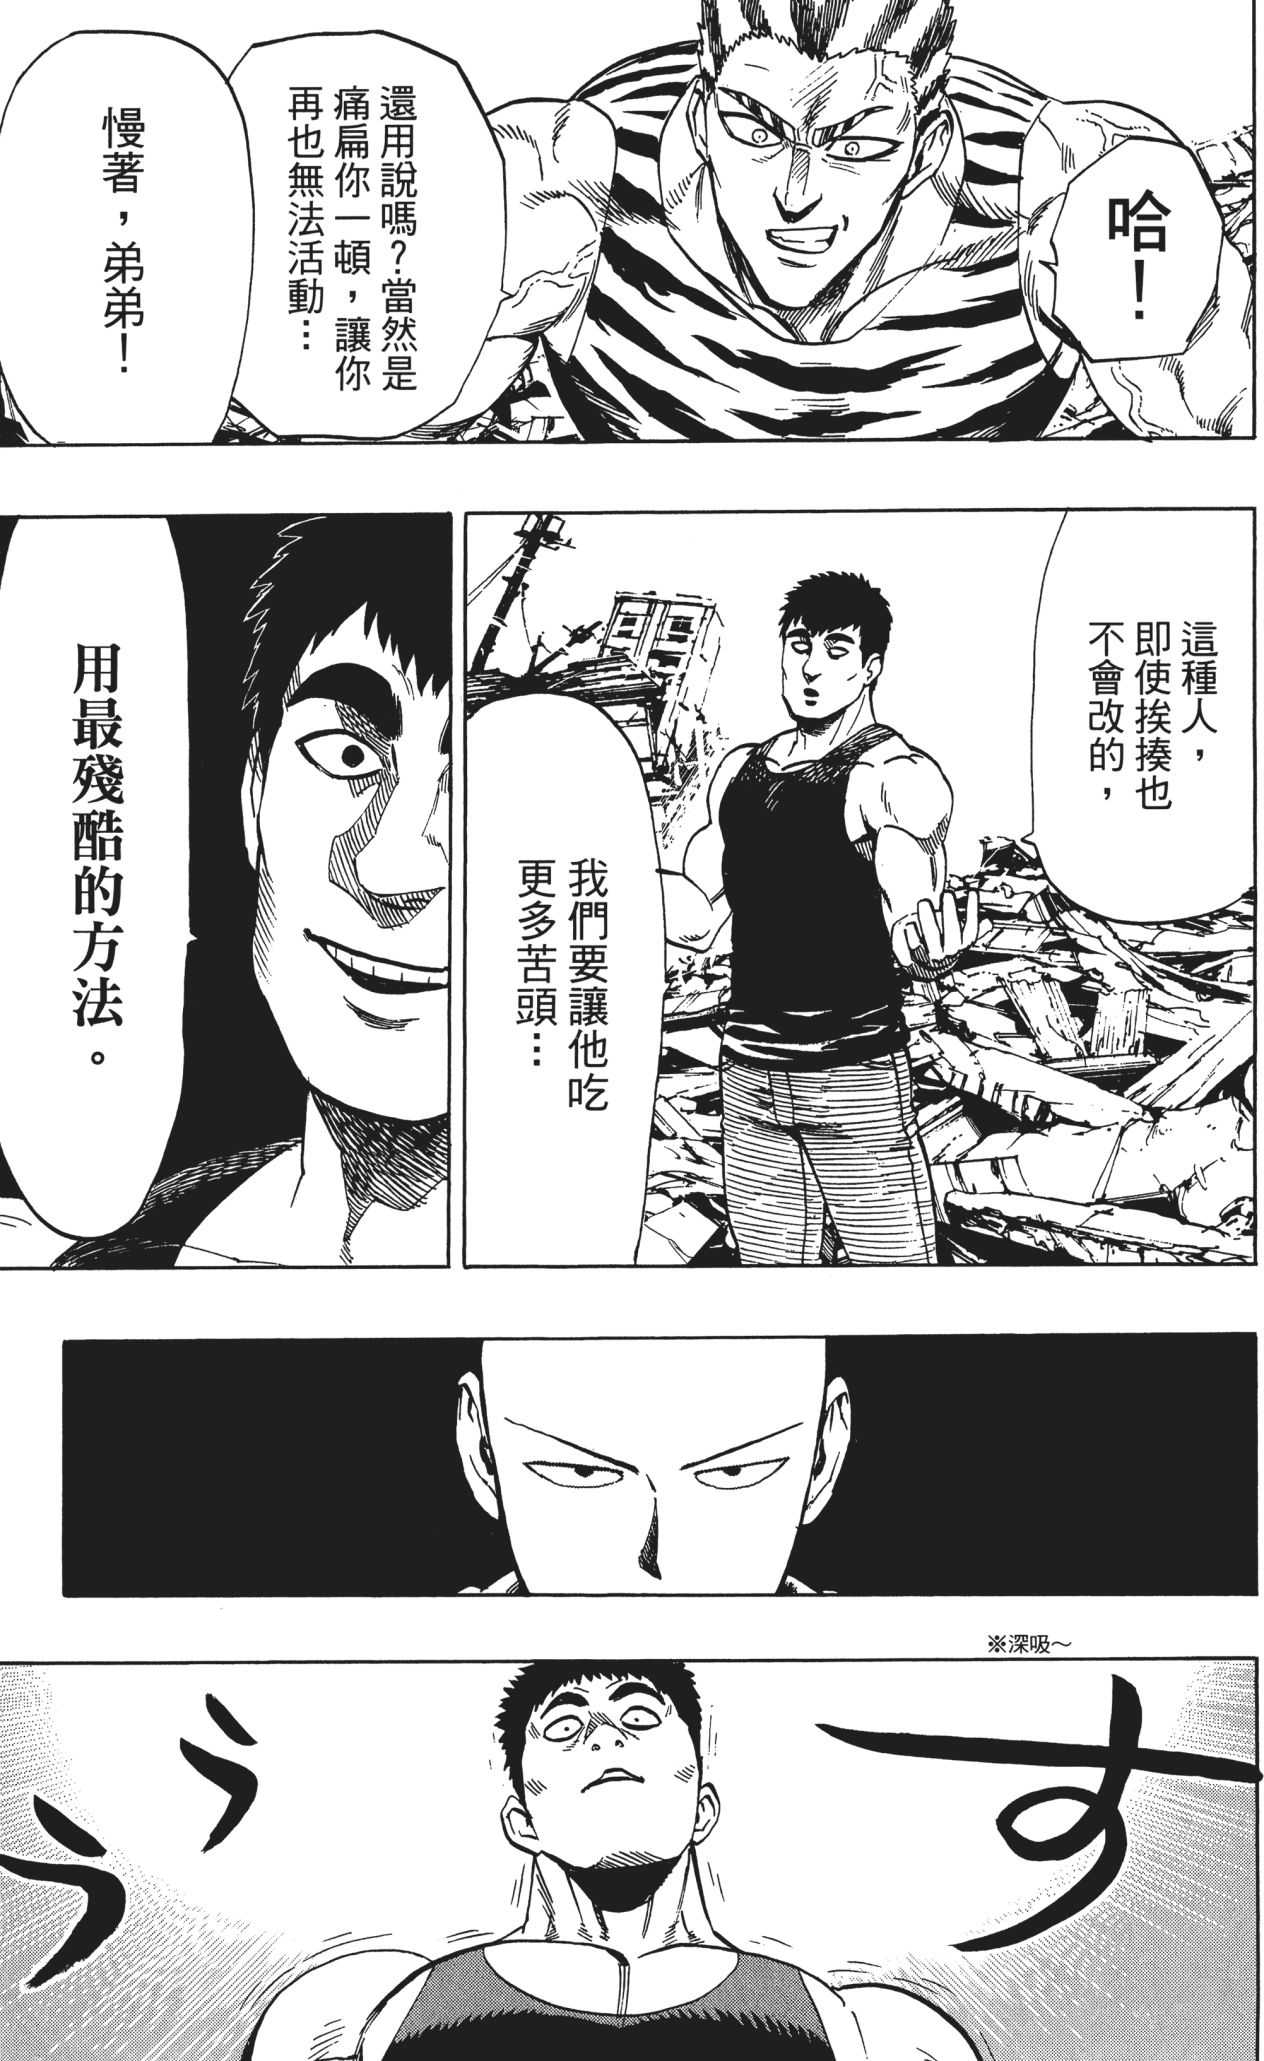 哈！
還用說嗎？當然是
痛扁你一頓，讓你
再也無法活動…
慢著，弟弟！
這種人，
即使挨揍也
不會改的，
我們要讓他吃
更多苦頭…
用最殘酷的方法。
※深吸～
すうう